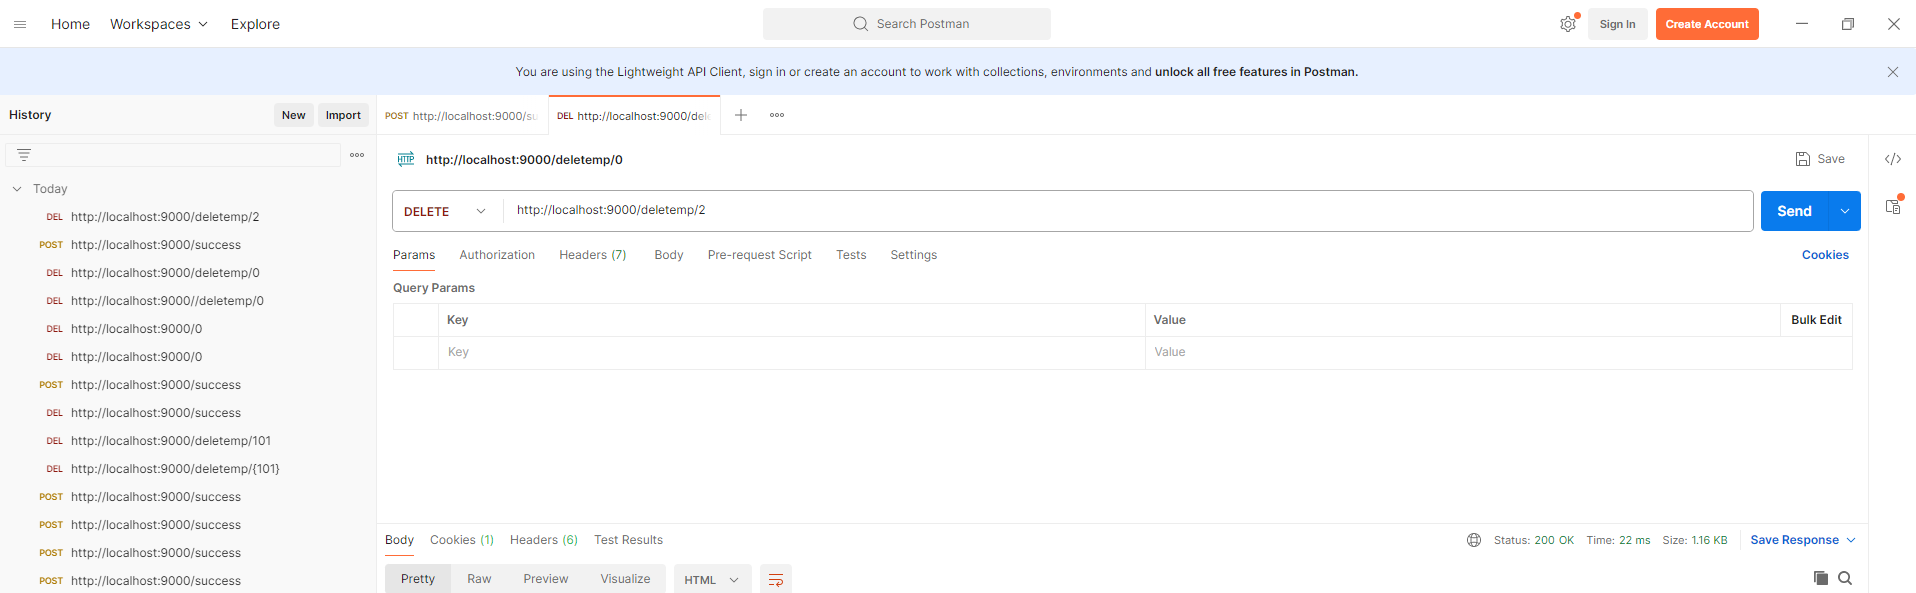 Home Workspaces Explore Search Postman Sign In Create Account
You are using the Lightweight API Client, sign in or create an account to work with collections, environments and unlock all free features in Postman.
History New Import POST http://localhost:9000/su DEL http://localhost:9000/dele
http://localhost:9000/deletemp/0 Save
Today
DELETE http://localhost:9000/deletemp/2 Send
DEL http://localhost:9000/deletemp/2
POST http://localhost:9000/success
DEL http://localhost:9000/deletemp/0
DEL http://localhost:9000//deletemp/0
DEL http://localhost:9000/0
DEL http://localhost:9000/0
POST http://localhost:9000/success
DEL http://localhost:9000/success
DEL http://localhost:9000/deletemp/101
DEL http://localhost:9000/deletemp/{101}
POST http://localhost:9000/success
POST http://localhost:9000/success
POST http://localhost:9000/success
POST http://localhost:9000/success
Params Authorization Headers (7) Body Pre-request Script Tests Settings Cookies
Query Params
Key Value Bulk Edit
Key Value
Body Cookies (1) Headers (6) Test Results Status: 200 OK Time: 22 ms Size: 1.16 KB Save Response
Pretty Raw Preview Visualize HTML